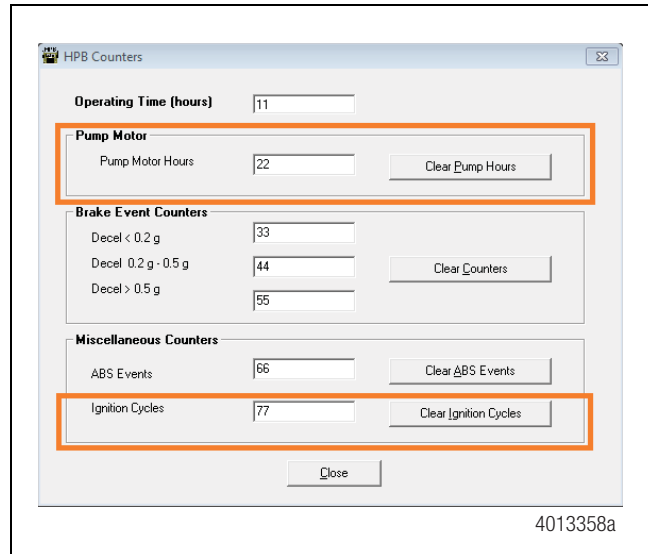 HPB Counters
Operating Time (hours) 11
Pump Motor
Pump Motor Hours 22 Clear Pump Hours
Brake Event Counters
Decel < 0.2 g 33
Decel 0.2 g - 0.5 g 44 Clear Counters
Decel > 0.5 g 55
Miscellaneous Counters
ABS Events 66 Clear ABS Events
Ignition Cycles 77 Clear Ignition Cycles
Close
4013358a